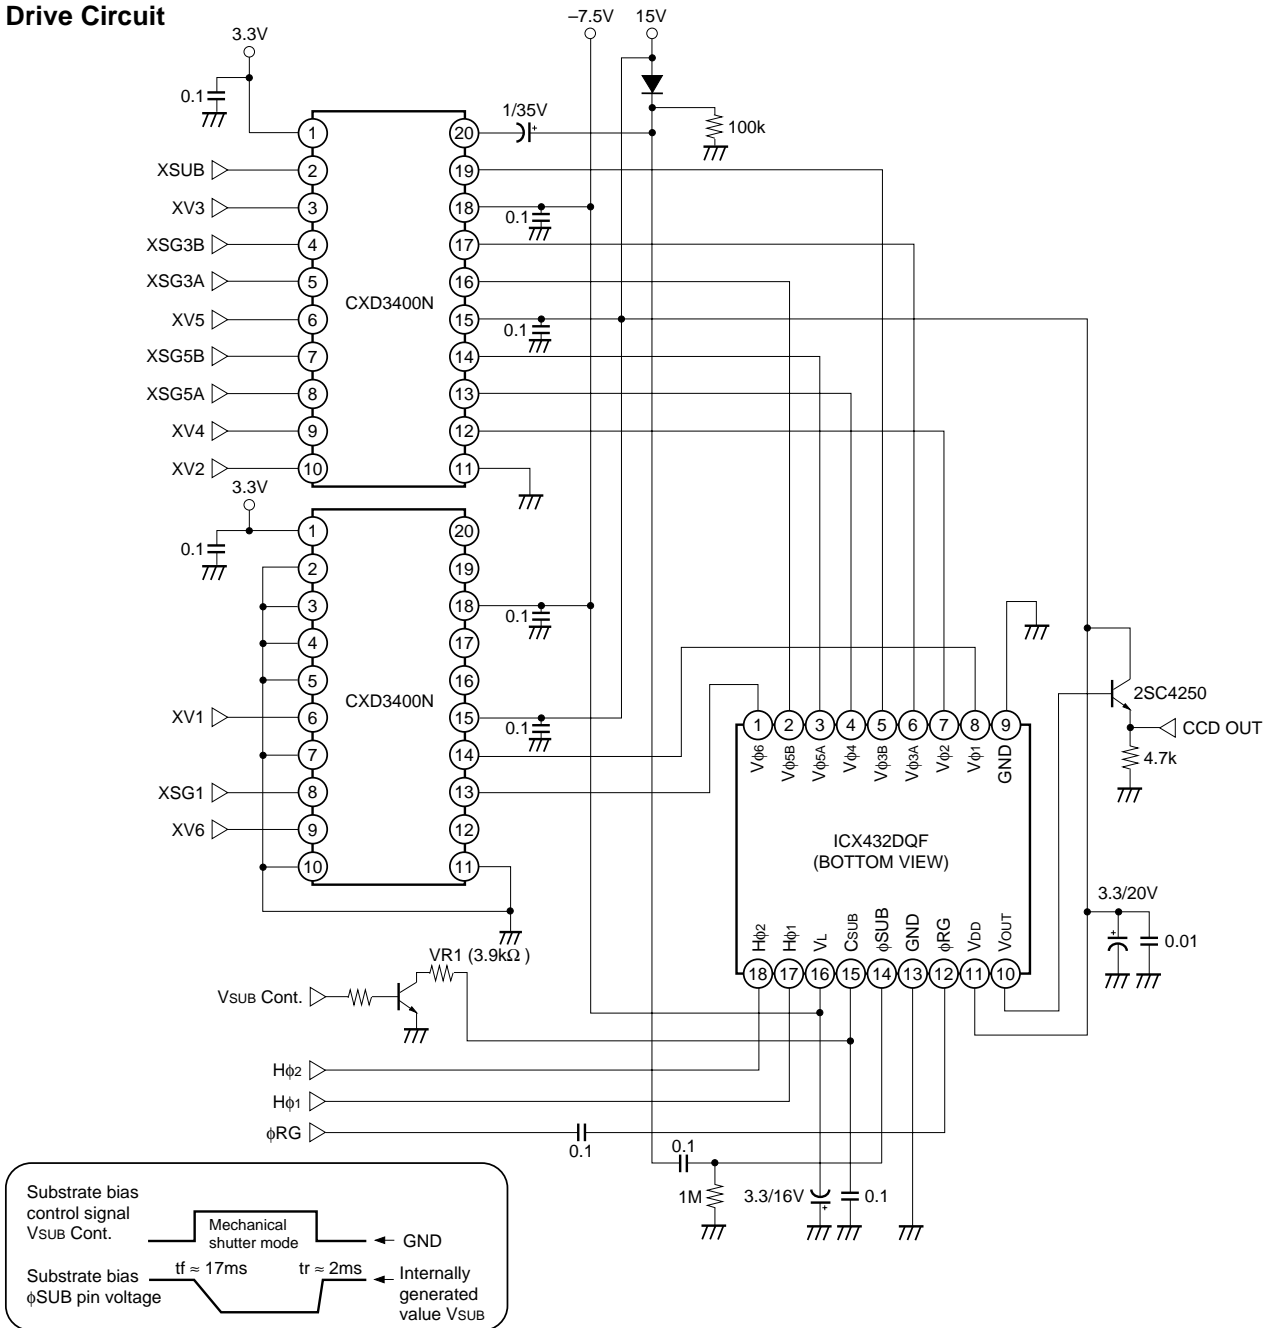 Drive Circuit
–7.5V 15V
3.3V
0.1
1/35V
100k
1 20
XSUB 2 19
XV3 3 18 0.1
XSG3B 4 17
XSG3A 5 16
CXD3400N
XV5 6 15 0.1
XSG5B 7 14
XSG5A 8 13
XV4 9 12
XV2 10 11
3.3V
0.1
1 20
2 19
3 18 0.1
4 17
5 16
CXD3400N
XV1 6 15 0.1
7 14
XSG1 8 13
XV6 9 12
10 11
2SC4250
CCD OUT
4.7k
1 2 3 4 5 6 7 8 9
Vϕ6 Vϕ5B Vϕ5A Vϕ4 Vϕ3B Vϕ3A Vϕ2 Vϕ1 GND
ICX432DQF
(BOTTOM VIEW)
Hϕ2 Hϕ1 VL CSUB ϕSUB GND ϕRG VDD VOUT
18 17 16 15 14 13 12 11 10
3.3/20V
0.01
VR1 (3.9kΩ )
VSUB Cont.
Hϕ2
Hϕ1
ϕRG
0.1
0.1
1M
3.3/16V
0.1
Substrate bias
control signal
VSUB Cont.
Mechanical
shutter mode
GND
tf ≈ 17ms tr ≈ 2ms
Substrate bias
ϕSUB pin voltage
Internally
generated
value VSUB